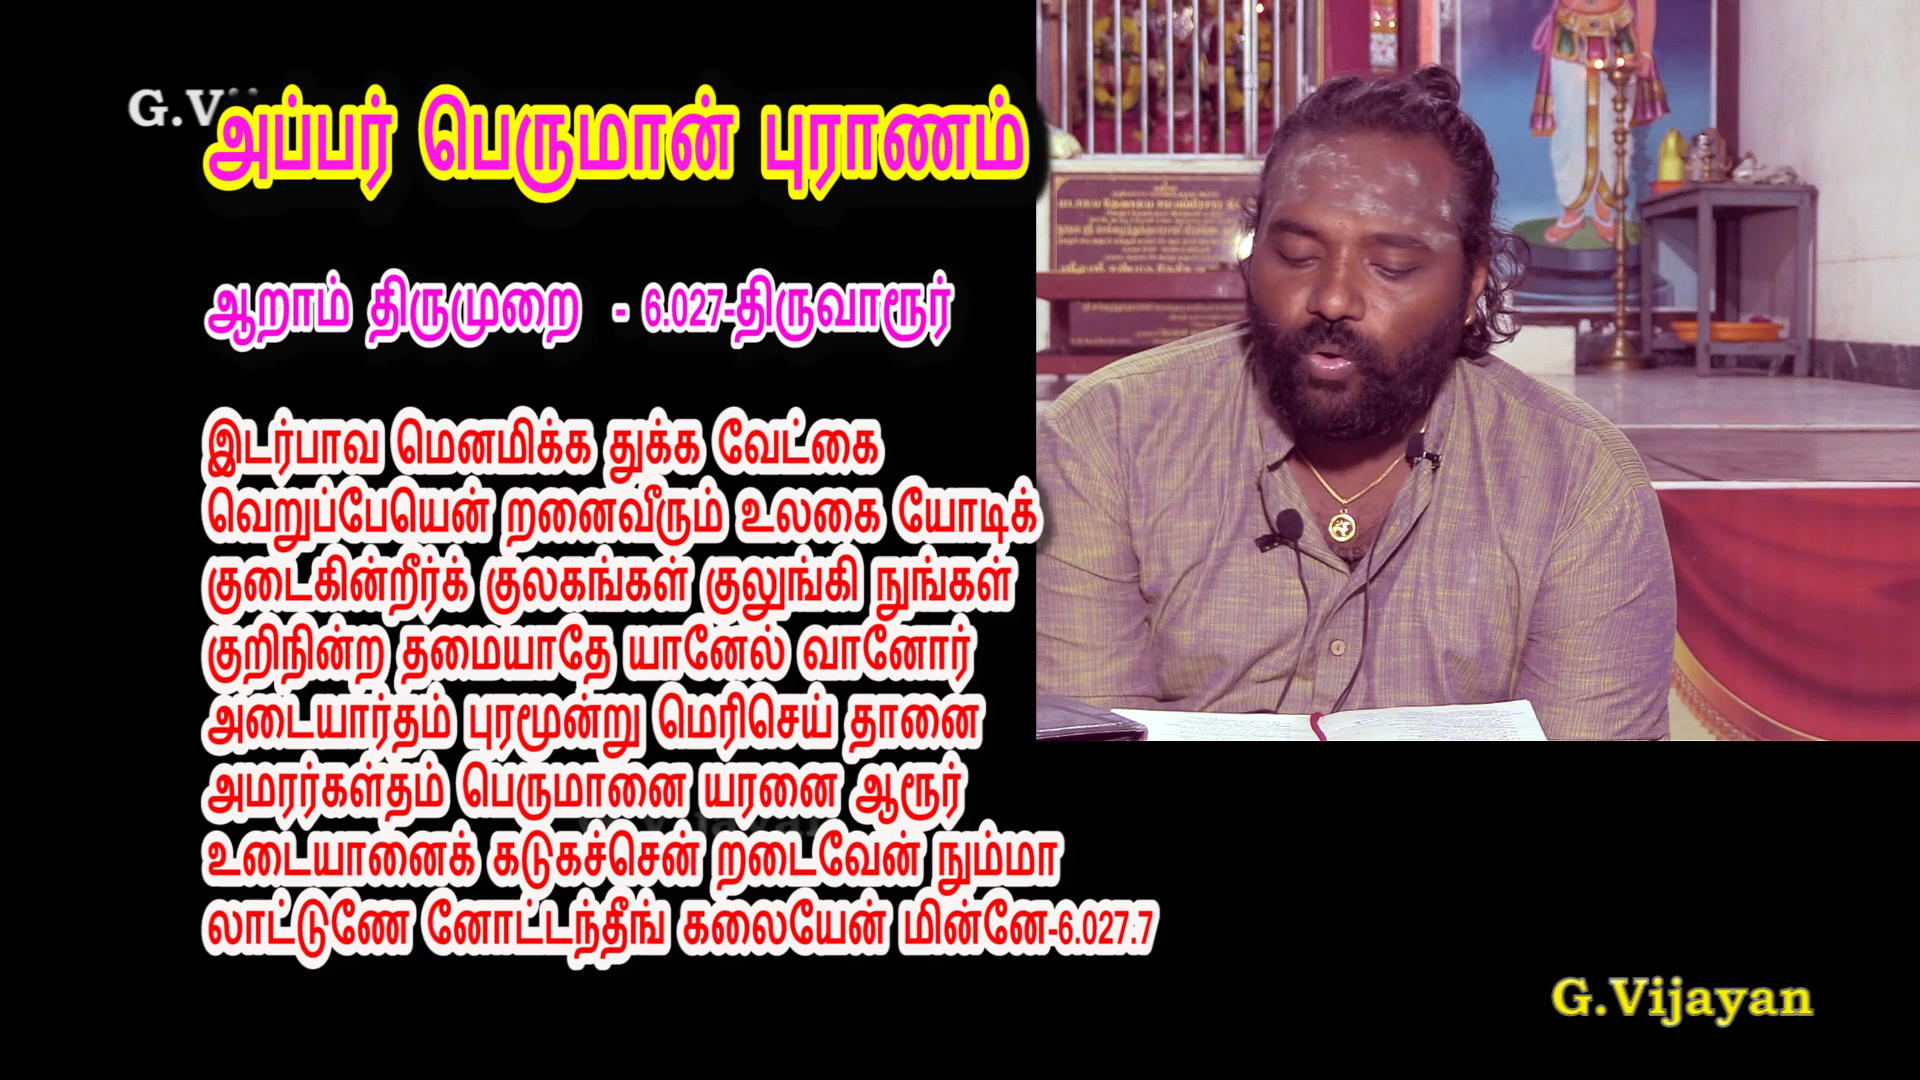 G.V
அப்பர் பெருமான் புராணம்
ஆறாம் திருமுறை - 6.027-திருவாரூர்
இடர்பாவ மெனமிக்க துக்க வேட்கை
வெறுப்பேயென் றனைவீரும் உலகை யோடிக்
குடைகின்றீர்க் குலகங்கள் குலுங்கி நுங்கள்
குறிநின்ற தமையாதே யானேல் வானோர்
அடையார்தம் புரமூன்று மெரிசெய் தானை
அமரர்கள்தம் பெருமானை யரனை ஆரூர்
உடையானைக் கடுகச்சென் றடைவேன் நும்மா
லாட்டுணே னோட்டந்தீங் கலையேன் மின்னே-6.027.7
G.Vijayan